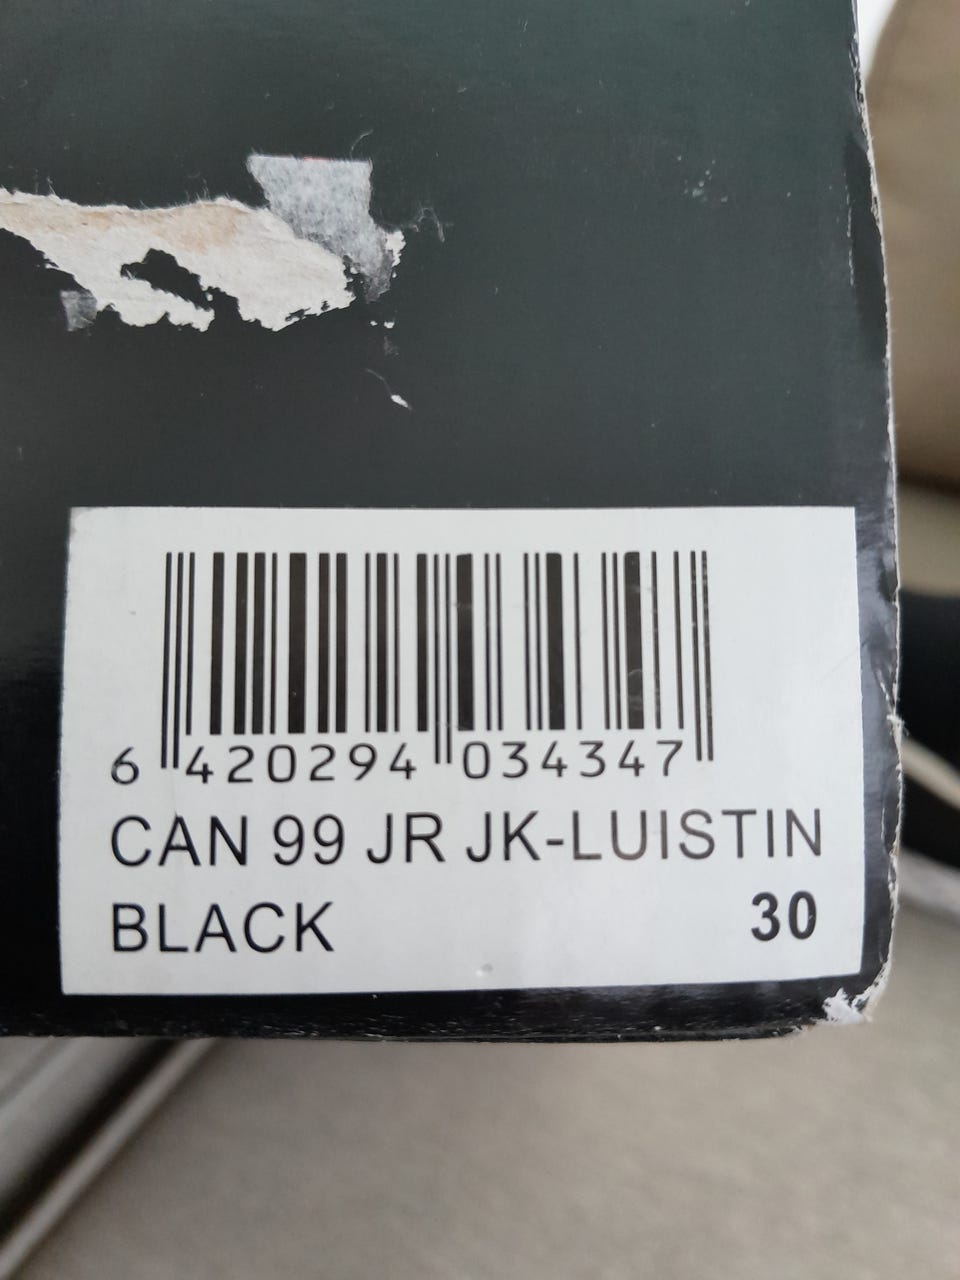 6 420294 034347
CAN 99 JR JK-LUISTIN
BLACK 30